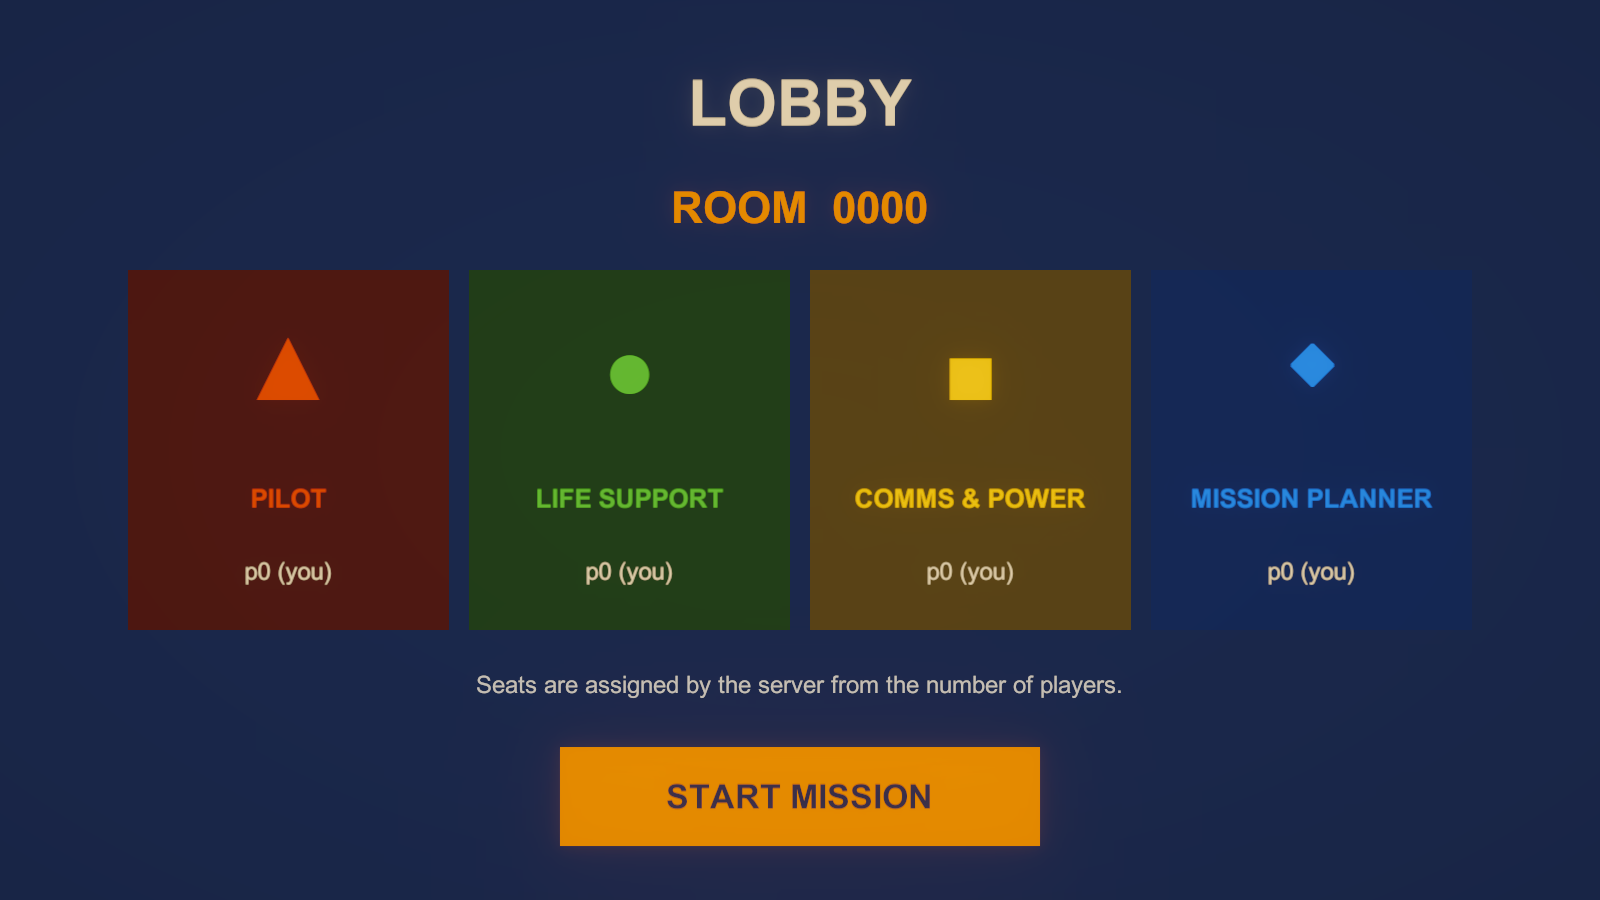 LOBBY
ROOM 0000
PILOT
p0 (you)
LIFE SUPPORT
p0 (you)
COMMS & POWER
p0 (you)
MISSION PLANNER
p0 (you)
Seats are assigned by the server from the number of players.
START MISSION